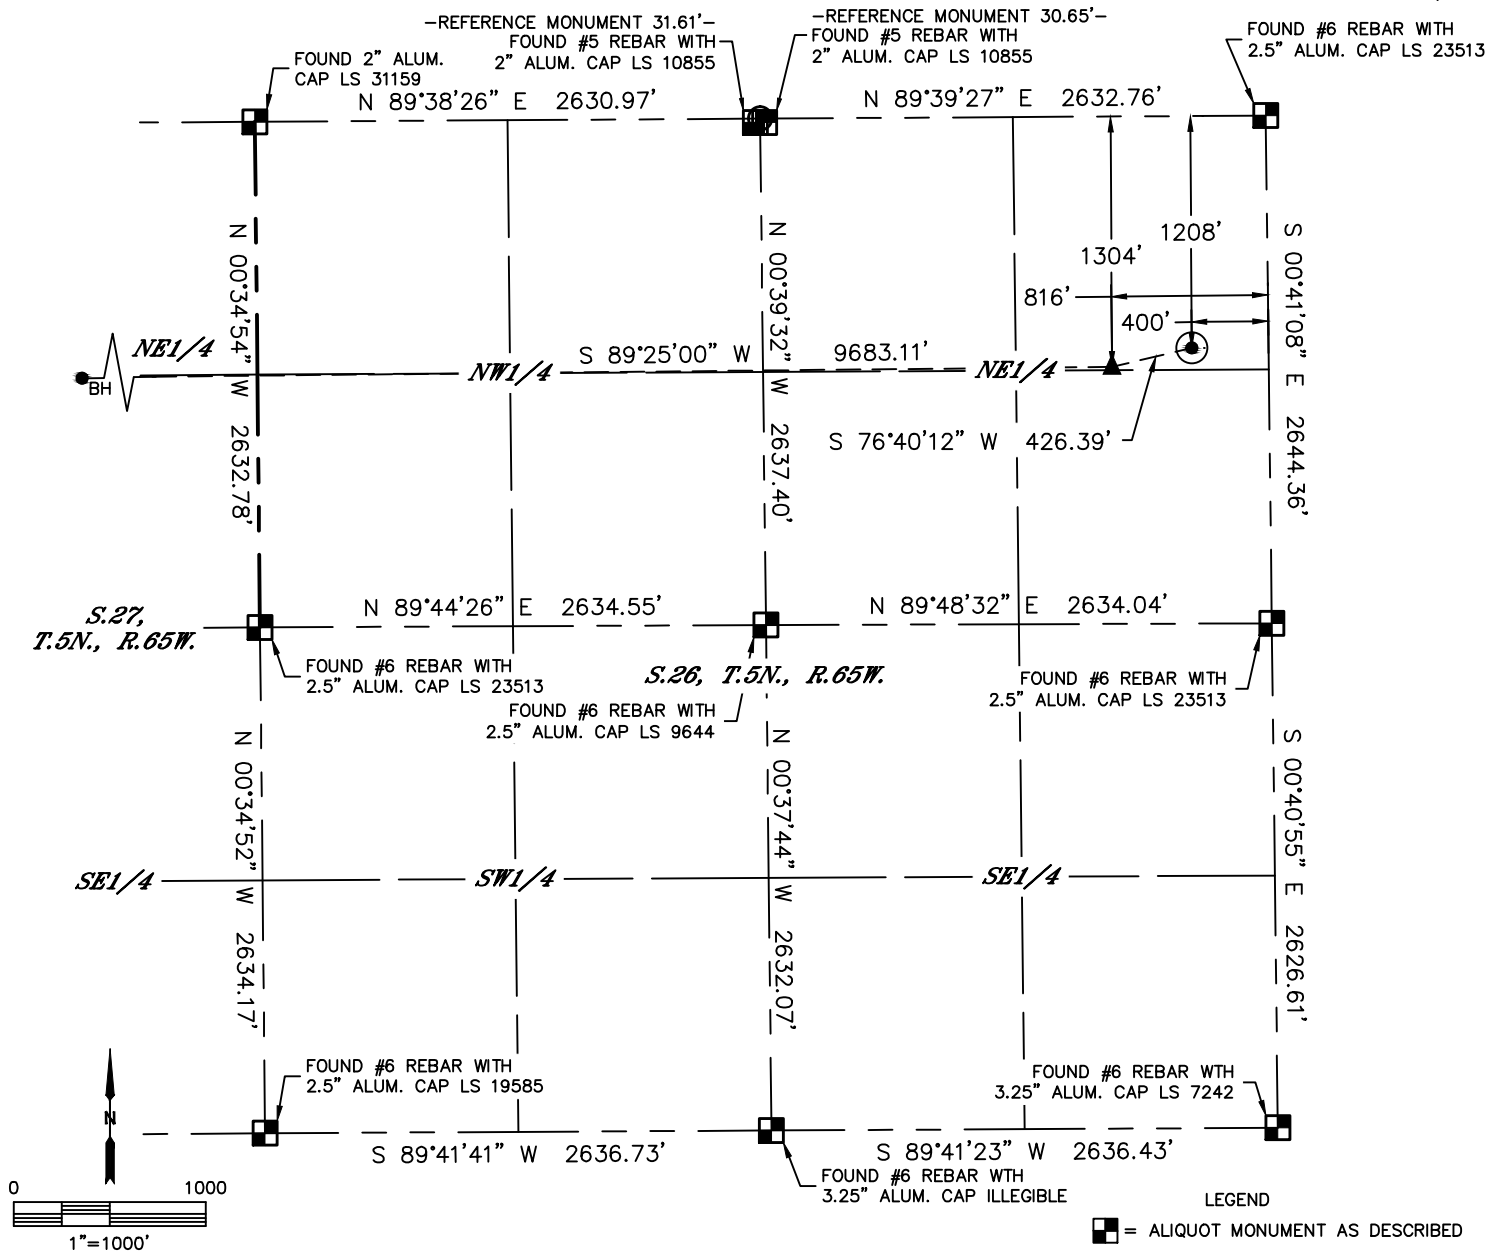 -REFERENCE MONUMENT 31.61'-
FOUND #5 REBAR WITH
2" ALUM. CAP LS 10855
-REFERENCE MONUMENT 30.65'-
FOUND #5 REBAR WITH
2" ALUM. CAP LS 10855
FOUND #6 REBAR WITH
2.5" ALUM. CAP LS 23513
FOUND 2" ALUM.
CAP LS 31159
N 89°38'26" E 2630.97'
N 89°39'27" E 2632.76'
N 00°34'54" W 2632.78'
N 00°39'32" W 2637.40'
S 00°41'08" E 2644.36'
1208'
1304'
816'
400'
NE1/4
BH
S 89°25'00" W 9683.11'
NW1/4
NE1/4
S 76°40'12" W 426.39'
N 89°44'26" E 2634.55'
N 89°48'32" E 2634.04'
S.27,
T.5N., R.65W.
FOUND #6 REBAR WITH
2.5" ALUM. CAP LS 23513
S.26, T.5N., R.65W.
FOUND #6 REBAR WITH
2.5" ALUM. CAP LS 9644
FOUND #6 REBAR WITH
2.5" ALUM. CAP LS 23513
N 00°34'52" W 2634.17'
N 00°37'44" W 2632.07'
S 00°40'55" E 2626.61'
SE1/4
SW1/4
SE1/4
FOUND #6 REBAR WITH
2.5" ALUM. CAP LS 19585
FOUND #6 REBAR WTH
3.25" ALUM. CAP LS 7242
N
S 89°41'41" W 2636.73'
S 89°41'23" W 2636.43'
FOUND #6 REBAR WTH
3.25" ALUM. CAP ILLEGIBLE
0 1000
1"=1000'
LEGEND
= ALIQUOT MONUMENT AS DESCRIBED